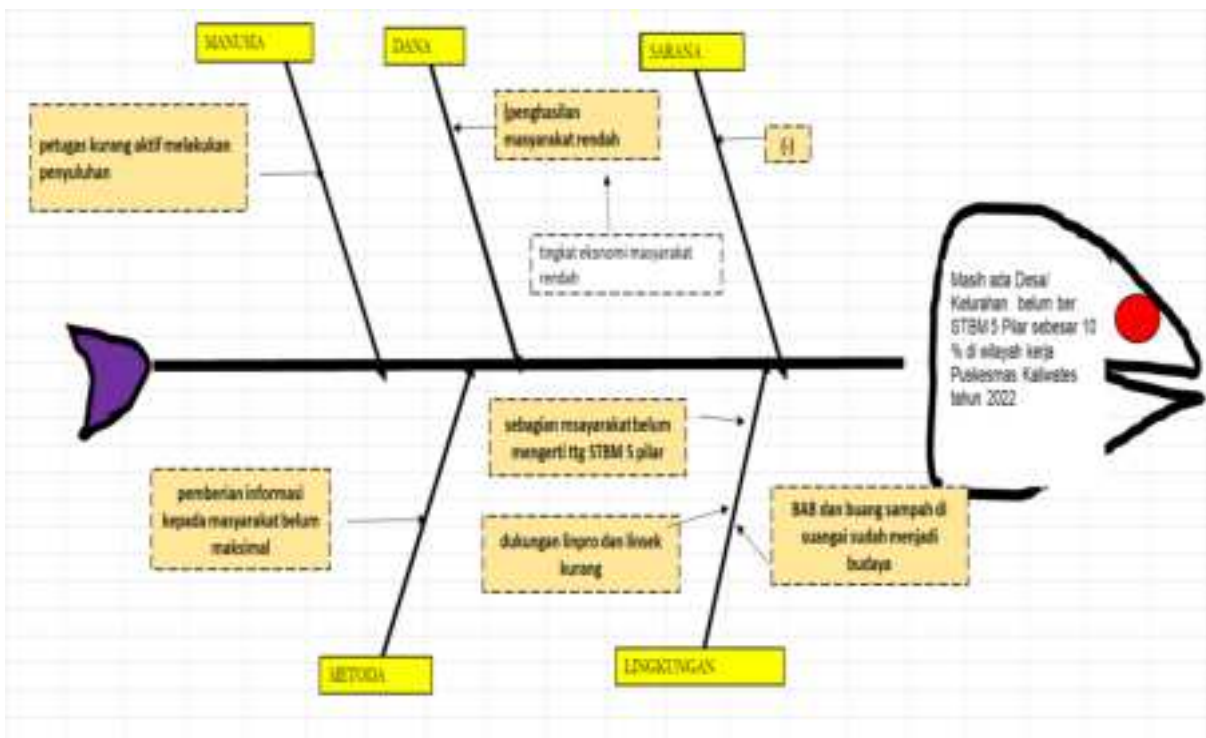 MANUSIA
DANA
SARANA
petugas kurang aktif melakukan
penyuluhan
|penghasilan
masyarakat rendah
(-)
tingkat ekonomi masyarakat
rendah
Masih ada Desa/
Kelurahan belum ber
STBM 5 Pilar sebesar 10
% di wilayah kerja
Puskesmas Kaliwates
tahun 2022
sebagian msayarakat belum
mengerti ttg STBM 5 pilar
pemberian informasi
kepada masyarakat belum
maksimal
dukungan linpro dan linsek
kurang
BAB dan buang sampah di
suangai sudah menjadi
budaya
METODA
LINGKUNGAN